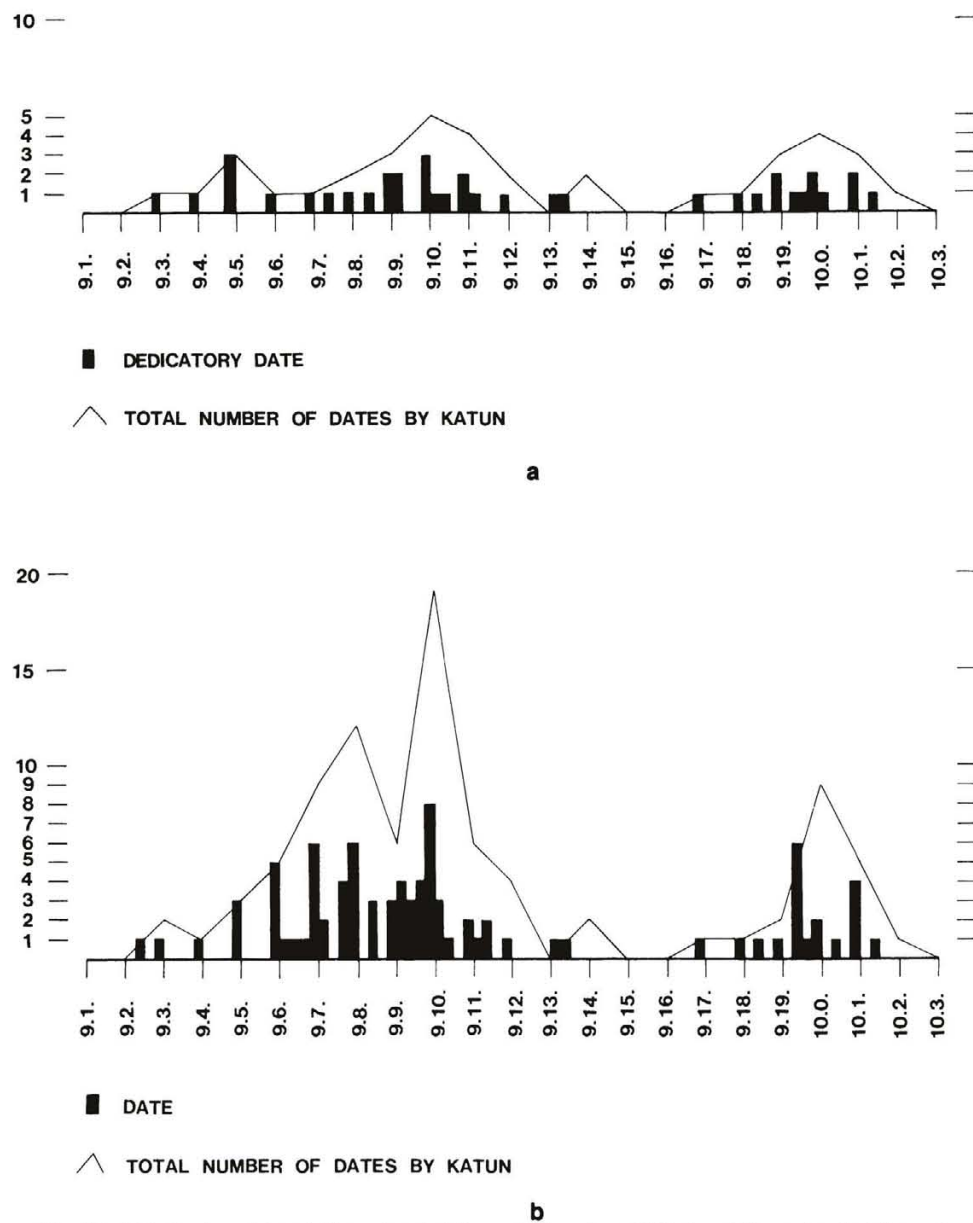 10
5
4
3
2
1
9.1. 9.2. 9.3. 9.4. 9.5. 9.6. 9.7. 9.8. 9.9. 9.10. 9.11. 9.12. 9.13. 9.14. 9.15. 9.16. 9.17. 9.18. 9.19. 10.0. 10.1. 10.2. 10.3.
DEDICATORY DATE
TOTAL NUMBER OF DATES BY KATUN
a
20
15
10
9
8
7
6
5
4
3
2
1
9.1. 9.2. 9.3. 9.4. 9.5. 9.6. 9.7. 9.8. 9.9. 9.10. 9.11. 9.12. 9.13. 9.14. 9.15. 9.16. 9.17. 9.18. 9.19. 10.0. 10.1. 10.2. 10.3.
DATE
TOTAL NUMBER OF DATES BY KATUN
b